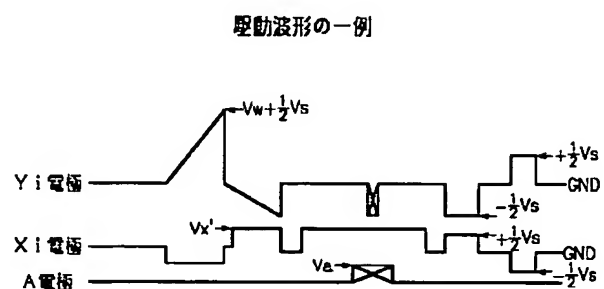 駆動波形の一例
Vw+1/2Vs
+1/2Vs
Yi電極
GND
-1/2Vs
Vx'
+1/2Vs
Xi電極
GND
Va
-1/2Vs
A電極